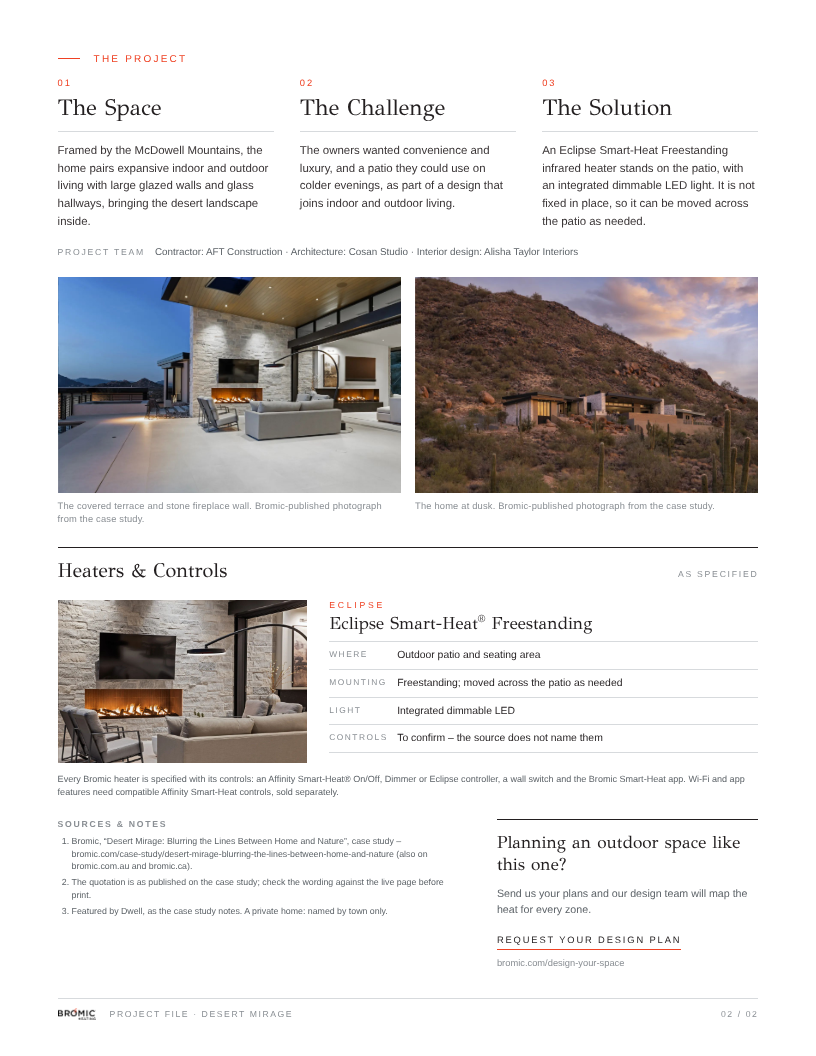 THE PROJECT
01
The Space
Framed by the McDowell Mountains, the
home pairs expansive indoor and outdoor
living with large glazed walls and glass
hallways, bringing the desert landscape
inside.
02
The Challenge
The owners wanted convenience and
luxury, and a patio they could use on
colder evenings, as part of a design that
joins indoor and outdoor living.
03
The Solution
An Eclipse Smart-Heat Freestanding
infrared heater stands on the patio, with
an integrated dimmable LED light. It is not
fixed in place, so it can be moved across
the patio as needed.
PROJECT TEAM Contractor: AFT Construction · Architecture: Cosan Studio · Interior design: Alisha Taylor Interiors
The covered terrace and stone fireplace wall. Bromic-published photograph
from the case study.
The home at dusk. Bromic-published photograph from the case study.
Heaters & Controls
AS SPECIFIED
ECLIPSE
Eclipse Smart-Heat® Freestanding
WHERE Outdoor patio and seating area
MOUNTING Freestanding; moved across the patio as needed
LIGHT Integrated dimmable LED
CONTROLS To confirm – the source does not name them
Every Bromic heater is specified with its controls: an Affinity Smart-Heat® On/Off, Dimmer or Eclipse controller, a wall switch and the Bromic Smart-Heat app. Wi-Fi and app
features need compatible Affinity Smart-Heat controls, sold separately.
SOURCES & NOTES
1. Bromic, “Desert Mirage: Blurring the Lines Between Home and Nature”, case study –
bromic.com/case-study/desert-mirage-blurring-the-lines-between-home-and-nature (also on
bromic.com.au and bromic.ca).
2. The quotation is as published on the case study; check the wording against the live page before
print.
3. Featured by Dwell, as the case study notes. A private home: named by town only.
Planning an outdoor space like
this one?
Send us your plans and our design team will map the
heat for every zone.
REQUEST YOUR DESIGN PLAN
bromic.com/design-your-space
BROMIC
HEATING
PROJECT FILE · DESERT MIRAGE
02 / 02